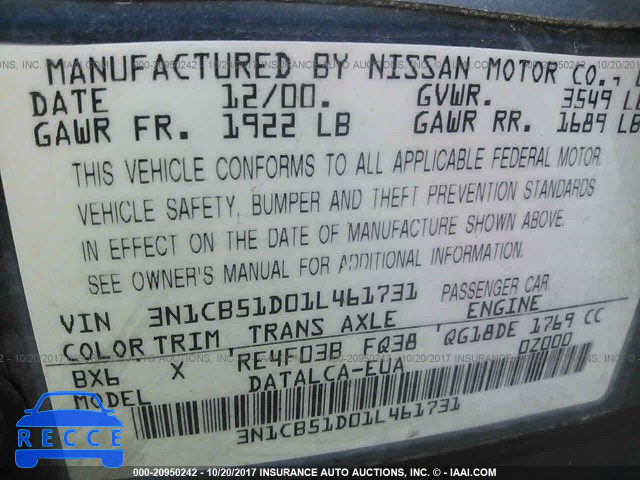 MANUFACTURED BY NISSAN MOTOR CO.,
DATE 12/00. GVWR. 3549 L
GAWR FR. 1922 LB GAWR RR. 1689 LB
THIS VEHICLE CONFORMS TO ALL APPLICABLE FEDERAL MOTOR
VEHICLE SAFETY, BUMPER AND THEFT PREVENTION STANDARDS
IN EFFECT ON THE DATE OF MANUFACTURE SHOWN ABOVE.
SEE OWNER'S MANUAL FOR ADDITIONAL INFORMATION.
VIN 3N1CB51D01L461731 PASSENGER CAR
COLOR TRIM TRANS AXLE ENGINE
BX6 X RE4F03B FQ38 QG18DE 1769 CC
MODEL DATALCA-EUA 0Z000
3N1CB51D01L461731
BIDCARZ
000-20950242 - 10/20/2017 INSURANCE AUTO AUCTIONS, INC. - © IAAI.COM